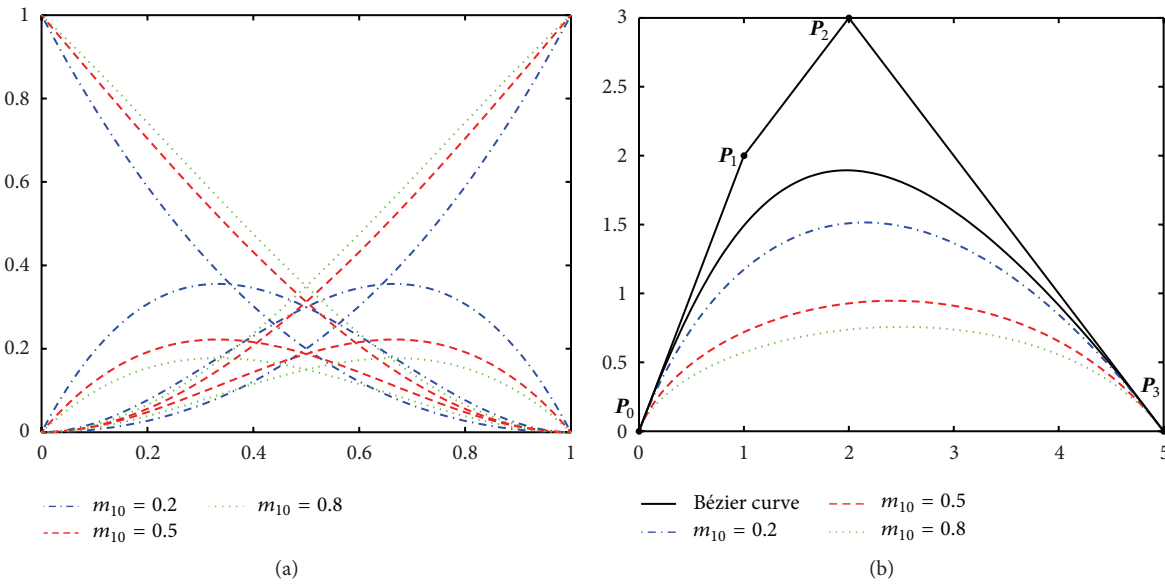 1
0.8
0.6
0.4
0.2
0
0 0.2 0.4 0.6 0.8 1
m10 = 0.2 m10 = 0.8
m10 = 0.5
(a)
3
2.5
2
1.5
1
0.5
0
0 1 2 3 4 5
P2
P1
P0
P3
Bézier curve m10 = 0.5
m10 = 0.2 m10 = 0.8
(b)